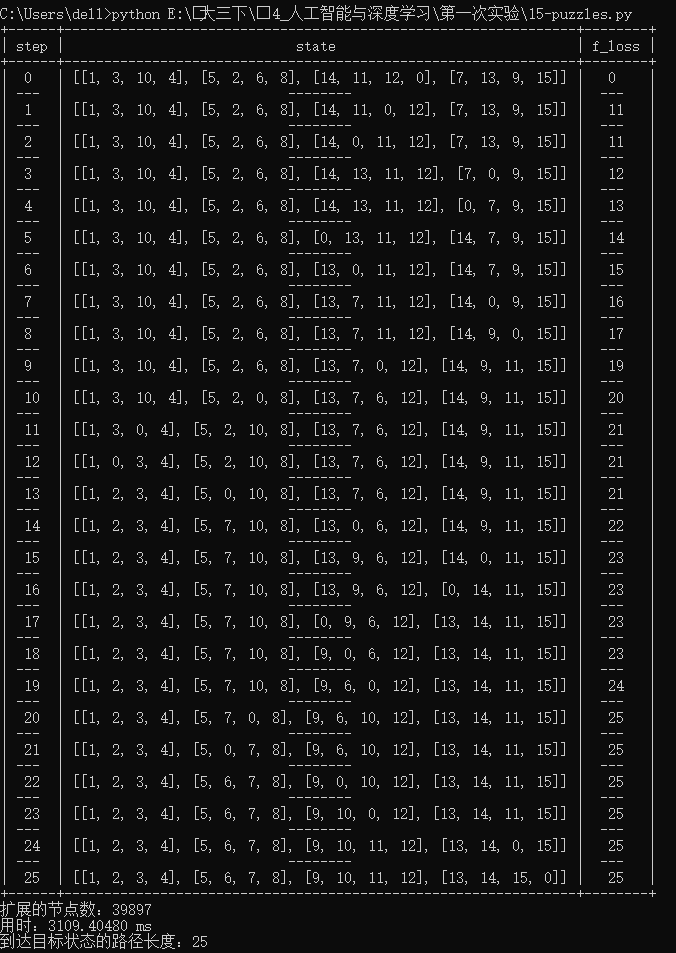 C:\Users\dell>python E:\□大三下\□4_人工智能与深度学习\第一次实验\15-puzzles.py
+------+--------------------------------------------------------+--------+
| step | state | f_loss |
+------+--------------------------------------------------------+--------+
| 0 | [[1, 3, 10, 4], [5, 2, 6, 8], [14, 11, 12, 0], [7, 13, 9, 15]] | 0 |
| --- | -------- | --- |
| 1 | [[1, 3, 10, 4], [5, 2, 6, 8], [14, 11, 0, 12], [7, 13, 9, 15]] | 11 |
| --- | -------- | --- |
| 2 | [[1, 3, 10, 4], [5, 2, 6, 8], [14, 0, 11, 12], [7, 13, 9, 15]] | 11 |
| --- | -------- | --- |
| 3 | [[1, 3, 10, 4], [5, 2, 6, 8], [14, 13, 11, 12], [7, 0, 9, 15]] | 12 |
| --- | -------- | --- |
| 4 | [[1, 3, 10, 4], [5, 2, 6, 8], [14, 13, 11, 12], [0, 7, 9, 15]] | 13 |
| --- | -------- | --- |
| 5 | [[1, 3, 10, 4], [5, 2, 6, 8], [0, 13, 11, 12], [14, 7, 9, 15]] | 14 |
| --- | -------- | --- |
| 6 | [[1, 3, 10, 4], [5, 2, 6, 8], [13, 0, 11, 12], [14, 7, 9, 15]] | 15 |
| --- | -------- | --- |
| 7 | [[1, 3, 10, 4], [5, 2, 6, 8], [13, 7, 11, 12], [14, 0, 9, 15]] | 16 |
| --- | -------- | --- |
| 8 | [[1, 3, 10, 4], [5, 2, 6, 8], [13, 7, 11, 12], [14, 9, 0, 15]] | 17 |
| --- | -------- | --- |
| 9 | [[1, 3, 10, 4], [5, 2, 6, 8], [13, 7, 0, 12], [14, 9, 11, 15]] | 19 |
| --- | -------- | --- |
| 10 | [[1, 3, 10, 4], [5, 2, 0, 8], [13, 7, 6, 12], [14, 9, 11, 15]] | 20 |
| --- | -------- | --- |
| 11 | [[1, 3, 0, 4], [5, 2, 10, 8], [13, 7, 6, 12], [14, 9, 11, 15]] | 21 |
| --- | -------- | --- |
| 12 | [[1, 0, 3, 4], [5, 2, 10, 8], [13, 7, 6, 12], [14, 9, 11, 15]] | 21 |
| --- | -------- | --- |
| 13 | [[1, 2, 3, 4], [5, 0, 10, 8], [13, 7, 6, 12], [14, 9, 11, 15]] | 21 |
| --- | -------- | --- |
| 14 | [[1, 2, 3, 4], [5, 7, 10, 8], [13, 0, 6, 12], [14, 9, 11, 15]] | 22 |
| --- | -------- | --- |
| 15 | [[1, 2, 3, 4], [5, 7, 10, 8], [13, 9, 6, 12], [14, 0, 11, 15]] | 23 |
| --- | -------- | --- |
| 16 | [[1, 2, 3, 4], [5, 7, 10, 8], [13, 9, 6, 12], [0, 14, 11, 15]] | 23 |
| --- | -------- | --- |
| 17 | [[1, 2, 3, 4], [5, 7, 10, 8], [0, 9, 6, 12], [13, 14, 11, 15]] | 23 |
| --- | -------- | --- |
| 18 | [[1, 2, 3, 4], [5, 7, 10, 8], [9, 0, 6, 12], [13, 14, 11, 15]] | 23 |
| --- | -------- | --- |
| 19 | [[1, 2, 3, 4], [5, 7, 10, 8], [9, 6, 0, 12], [13, 14, 11, 15]] | 24 |
| --- | -------- | --- |
| 20 | [[1, 2, 3, 4], [5, 7, 0, 8], [9, 6, 10, 12], [13, 14, 11, 15]] | 25 |
| --- | -------- | --- |
| 21 | [[1, 2, 3, 4], [5, 0, 7, 8], [9, 6, 10, 12], [13, 14, 11, 15]] | 25 |
| --- | -------- | --- |
| 22 | [[1, 2, 3, 4], [5, 6, 7, 8], [9, 0, 10, 12], [13, 14, 11, 15]] | 25 |
| --- | -------- | --- |
| 23 | [[1, 2, 3, 4], [5, 6, 7, 8], [9, 10, 0, 12], [13, 14, 11, 15]] | 25 |
| --- | -------- | --- |
| 24 | [[1, 2, 3, 4], [5, 6, 7, 8], [9, 10, 11, 12], [13, 14, 0, 15]] | 25 |
| --- | -------- | --- |
| 25 | [[1, 2, 3, 4], [5, 6, 7, 8], [9, 10, 11, 12], [13, 14, 15, 0]] | 25 |
+------+--------------------------------------------------------+--------+
扩展的节点数: 39897
用时: 3109.40480 ms
到达目标状态的路径长度: 25